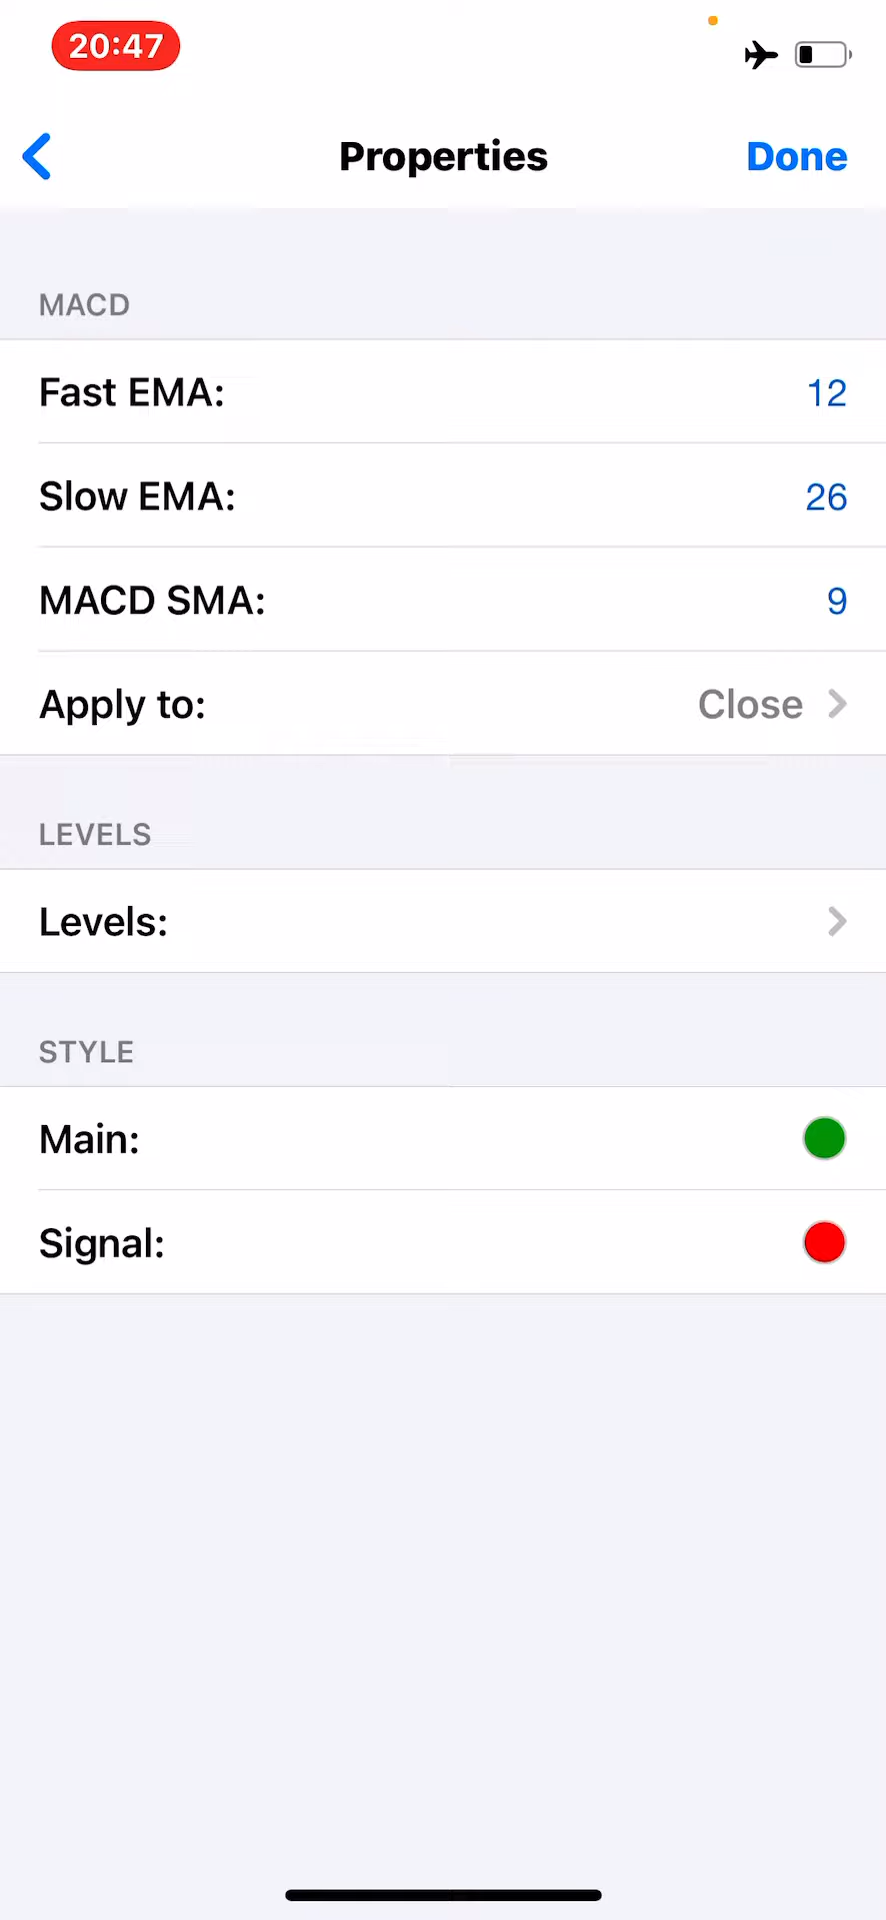 20:47
Properties
Done
MACD
Fast EMA:
12
Slow EMA:
26
MACD SMA:
9
Apply to:
Close
LEVELS
Levels:
STYLE
Main:
Signal: